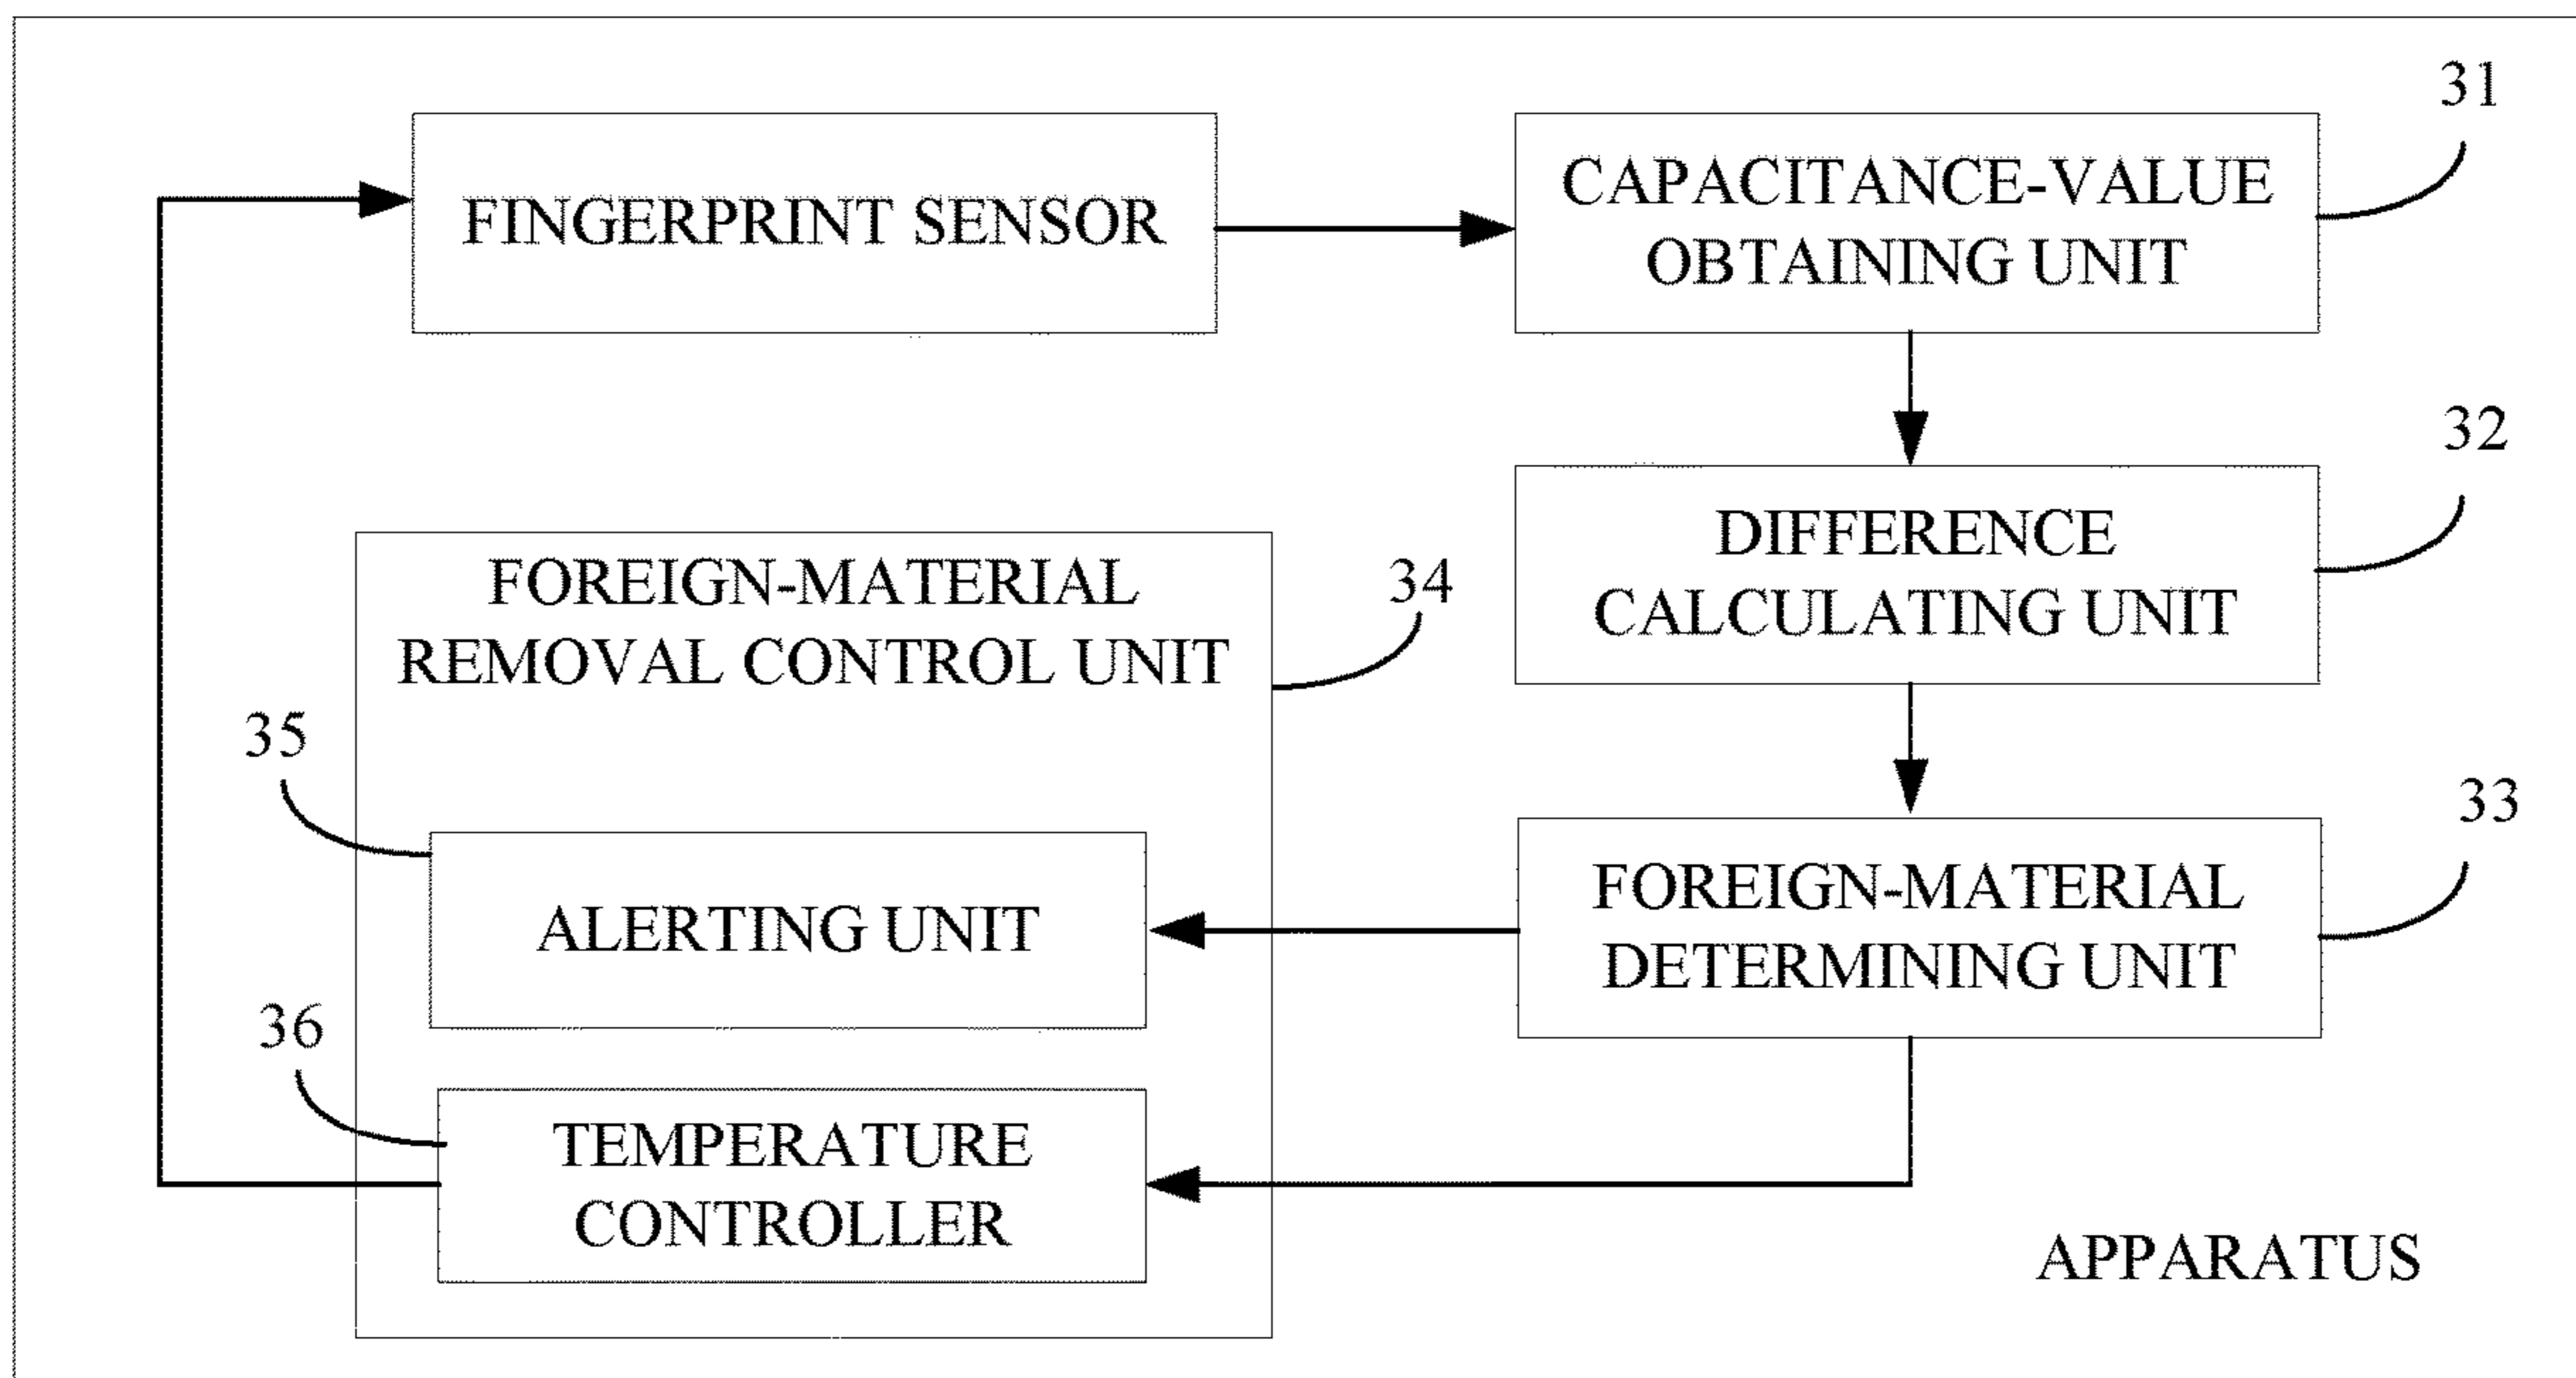 31
FINGERPRINT SENSOR
CAPACITANCE-VALUE
OBTAINING UNIT
32
DIFFERENCE
CALCULATING UNIT
FOREIGN-MATERIAL
REMOVAL CONTROL UNIT
34
35
33
ALERTING UNIT
FOREIGN-MATERIAL
DETERMINING UNIT
36
TEMPERATURE
CONTROLLER
APPARATUS